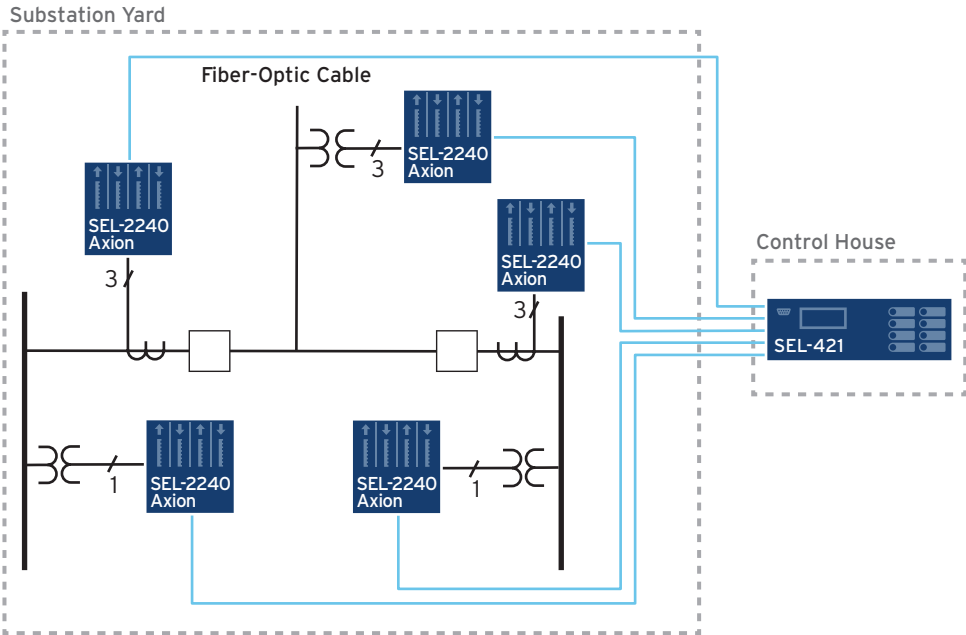 Substation Yard
Fiber-Optic Cable
SEL-2240
Axion
3
SEL-2240
Axion
3
SEL-2240
Axion
3
Control House
SEL-421
SEL-2240
Axion
1
SEL-2240
Axion
1